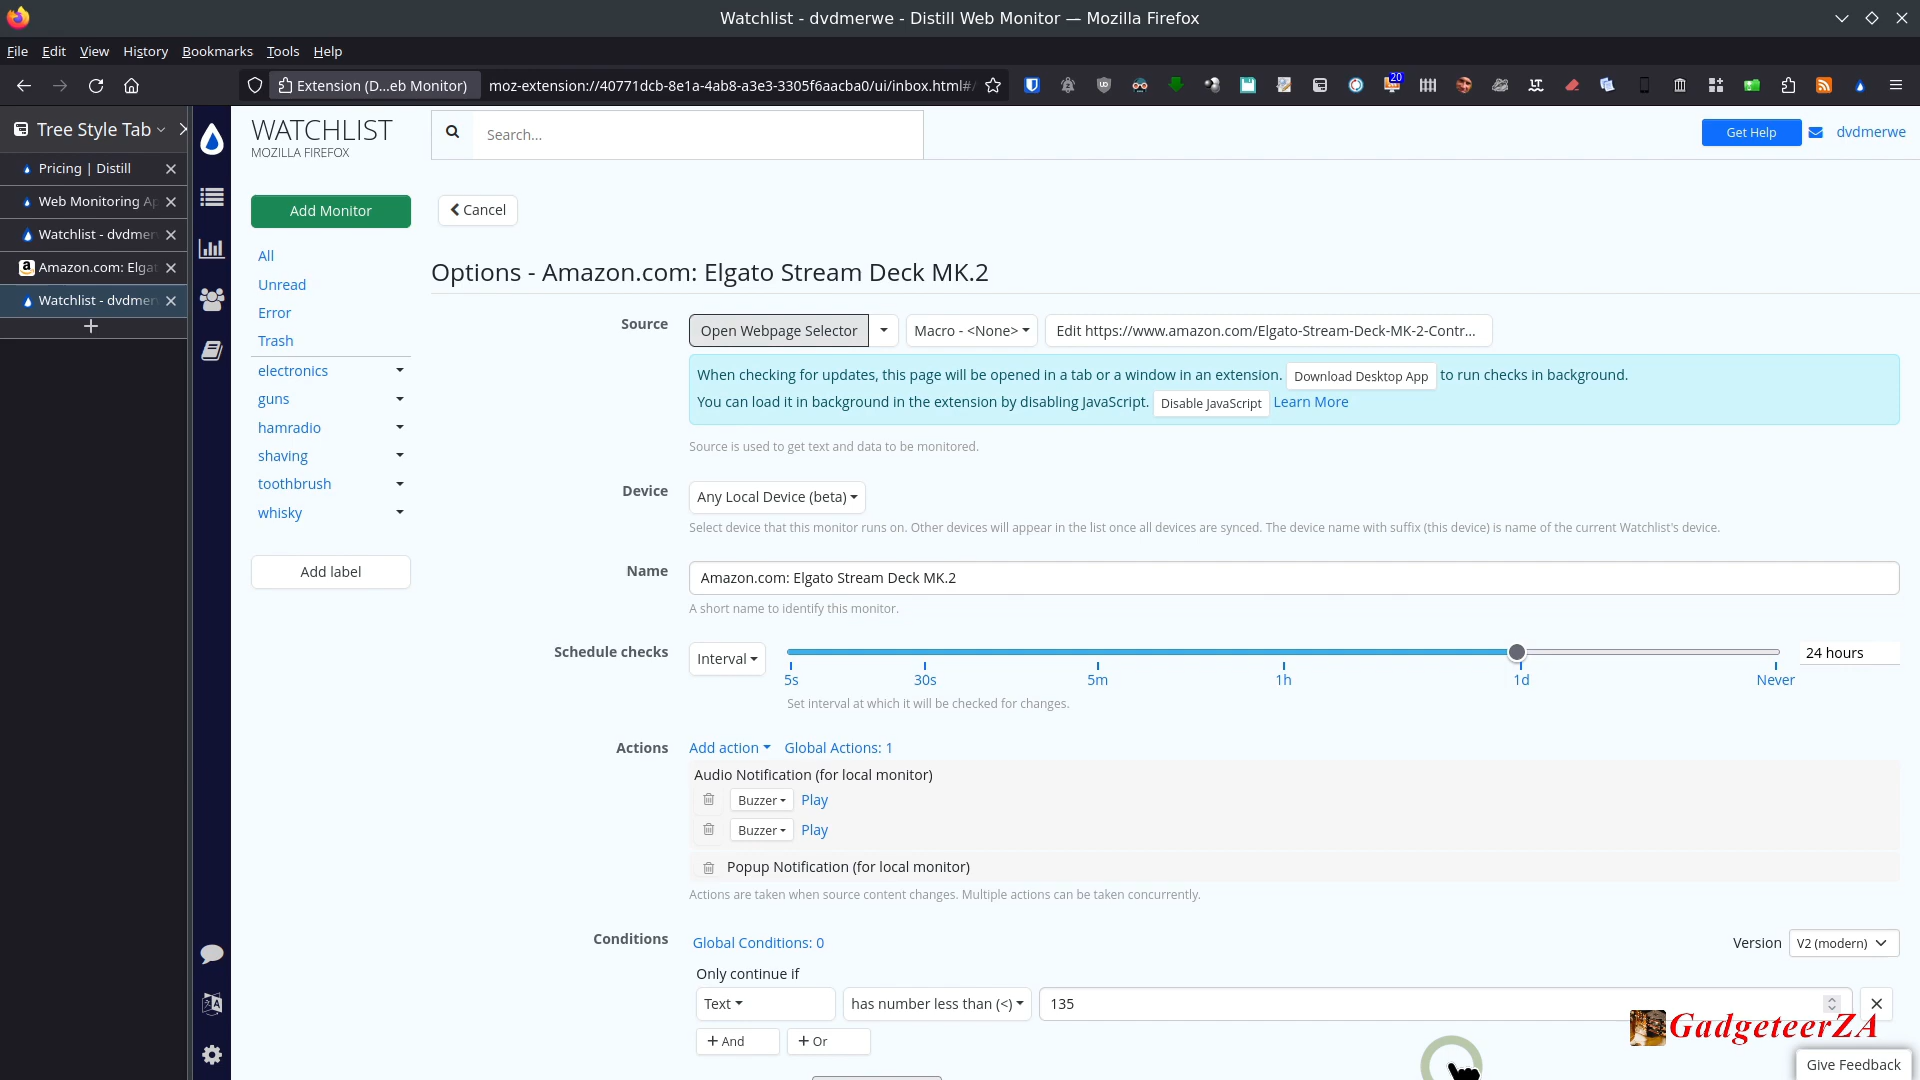 Watchlist - dvdmerwe - Distill Web Monitor — Mozilla Firefox
File Edit View History Bookmarks Tools Help
Extension (D...eb Monitor) moz-extension://40771dcb-8e1a-4ab8-a3e3-3305f6aacba0/ui/inbox.html#/
20
Tree Style Tab
Pricing | Distill
Web Monitoring Ap
Watchlist - dvdmer
Amazon.com: Elga
Watchlist - dvdmer
WATCHLIST
MOZILLA FIREFOX
Search...
Get Help
dvdmerwe
Add Monitor
Cancel
All
Unread
Error
Trash
electronics
guns
hamradio
shaving
toothbrush
whisky
Add label
Options - Amazon.com: Elgato Stream Deck MK.2
Source
Open Webpage Selector
Macro - <None>
Edit https://www.amazon.com/Elgato-Stream-Deck-MK-2-Contr...
When checking for updates, this page will be opened in a tab or a window in an extension. Download Desktop App to run checks in background.
You can load it in background in the extension by disabling JavaScript. Disable JavaScript Learn More
Source is used to get text and data to be monitored.
Device
Any Local Device (beta)
Select device that this monitor runs on. Other devices will appear in the list once all devices are synced. The device name with suffix (this device) is name of the current Watchlist's device.
Name
Amazon.com: Elgato Stream Deck MK.2
A short name to identify this monitor.
Schedule checks
Interval
24 hours
5s 30s 5m 1h 1d Never
Set interval at which it will be checked for changes.
Actions
Add action Global Actions: 1
Audio Notification (for local monitor)
Buzzer Play
Buzzer Play
Popup Notification (for local monitor)
Actions are taken when source content changes. Multiple actions can be taken concurrently.
Conditions
Global Conditions: 0
Version V2 (modern)
Only continue if
Text has number less than (<) 135
+ And + Or
GadgeteerZA
Give Feedback